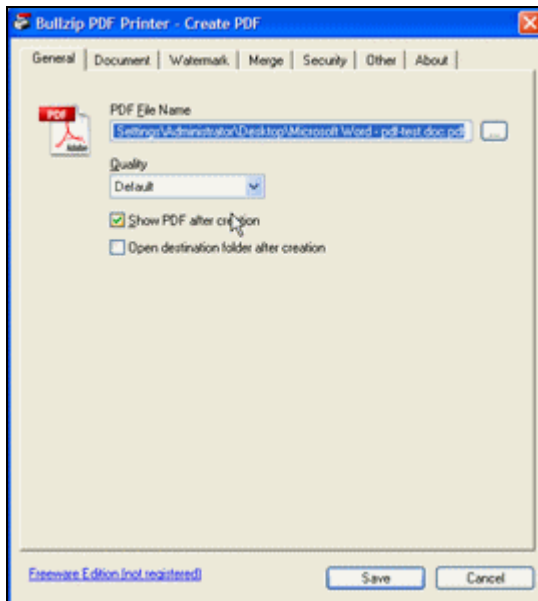 Bullzip PDF Printer - Create PDF
General Document Watermark Merge Security Other About
PDF
Adobe
PDF File Name
Settings\Administrator\Desktop\Microsoft Word - pdf-test.doc.pdf ...
Quality
Default
Show PDF after creation
Open destination folder after creation
Freeware Edition (not registered)
Save Cancel